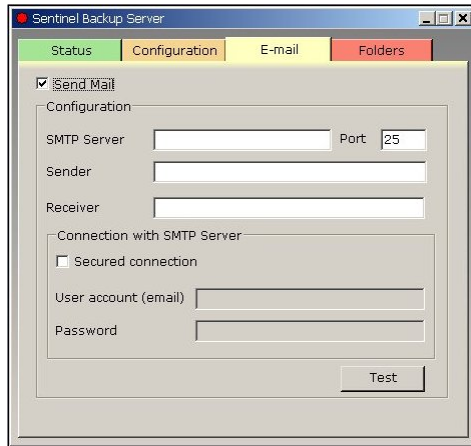 Sentinel Backup Server
Status Configuration E-mail Folders
Send Mail
Configuration
SMTP Server Port 25
Sender
Receiver
Connection with SMTP Server
Secured connection
User account (email)
Password
Test